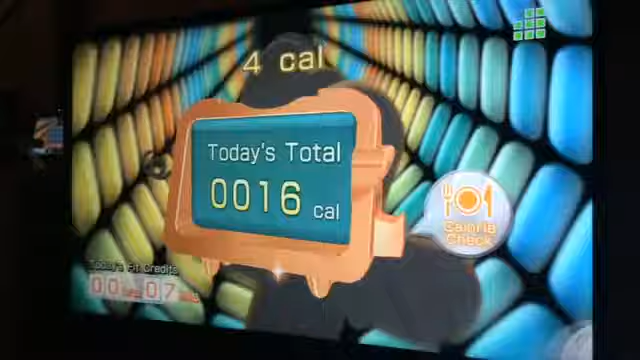 4 cal
Today's Total
0016 cal
Calorie
Check
Today's Fit Credits
00 07